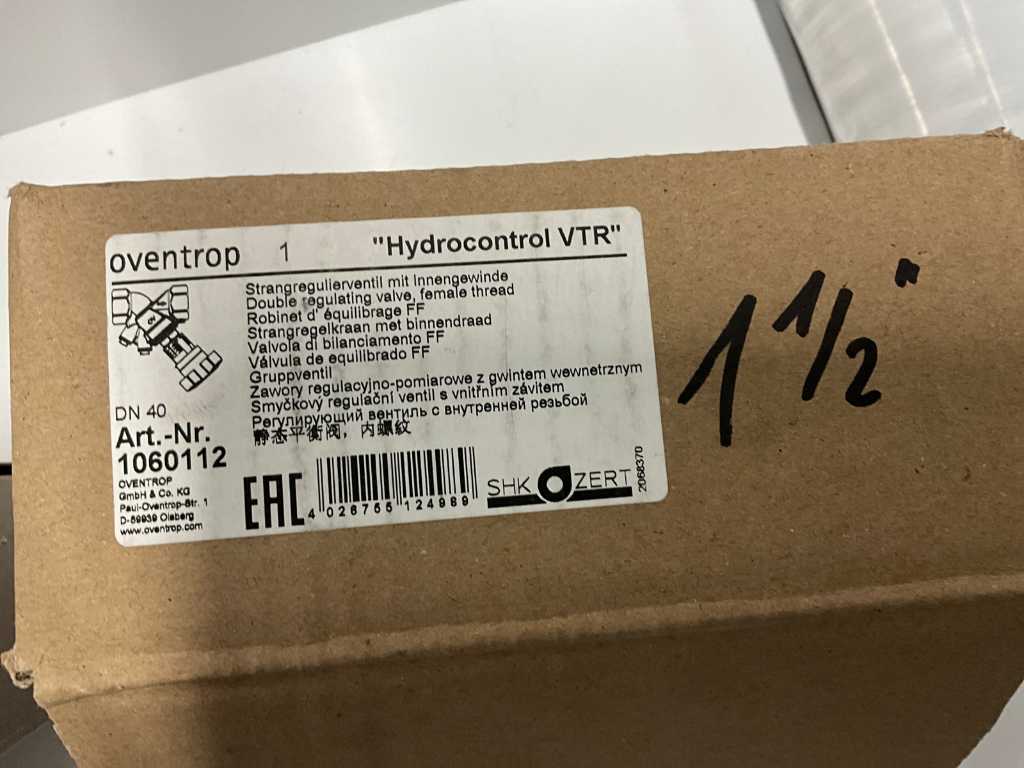 oventrop 1 "Hydrocontrol VTR"
Strangregulierventil mit Innengewinde
Double regulating valve, female thread
Robinet d' équilibrage FF
Strangregelkraan met binnendraad
Valvola di bilanciamento FF
Válvula de equilibrado FF
Gruppventil
Zawory regulacyjno-pomiarowe z gwintem wewnetrznym
Smyčkový regulační ventil s vnitřním závitem
Регулирующий вентиль с внутренней резьбой
静态平衡阀，内螺纹
DN 40
Art.-Nr.
1060112
OVENTROP
GmbH & Co. KG
Paul-Oventrop-Str. 1
D-59939 Olsberg
www.oventrop.com
EAC
4 026755 124989
SHK ZERT
2068370
1 1/2"